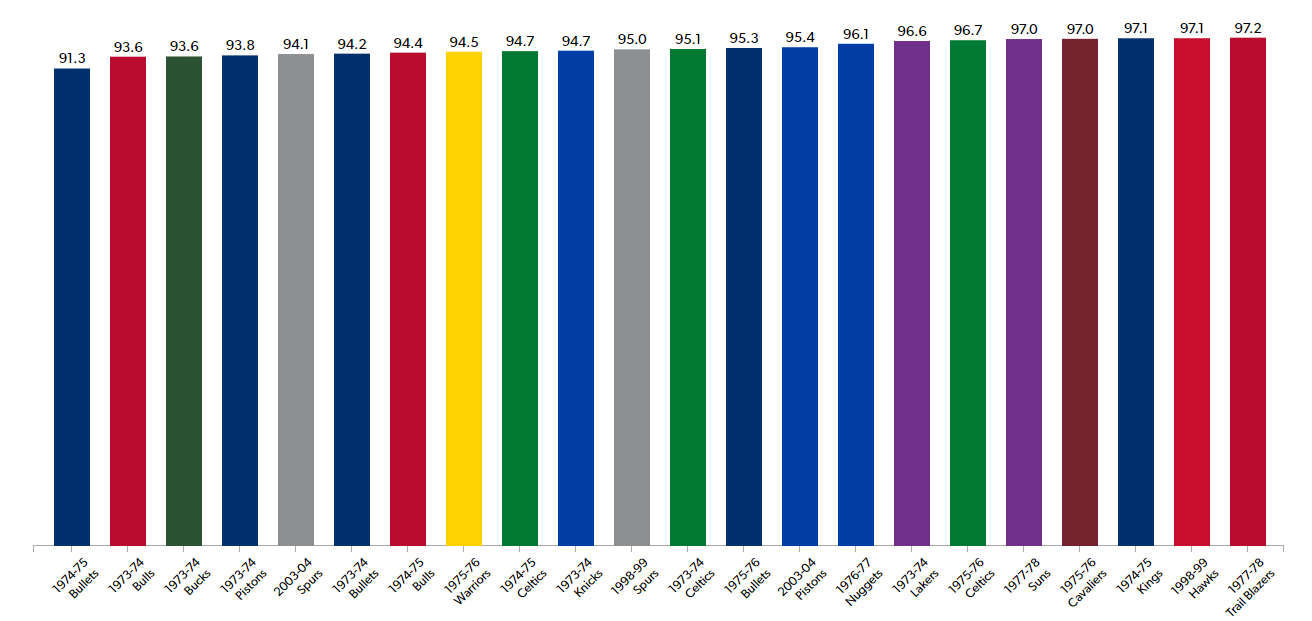 91.3
93.6
93.6
93.8
94.1
94.2
94.4
94.5
94.7
94.7
95.0
95.1
95.3
95.4
96.1
96.6
96.7
97.0
97.0
97.1
97.1
97.2
1974-75
Bullets
1973-74
Bulls
1973-74
Bucks
1973-74
Pistons
2003-04
Spurs
1973-74
Bullets
1974-75
Bulls
1975-76
Warriors
1974-75
Celtics
1973-74
Knicks
1998-99
Spurs
1973-74
Celtics
1975-76
Bullets
2003-04
Pistons
1976-77
Nuggets
1973-74
Lakers
1975-76
Celtics
1977-78
Suns
1975-76
Cavaliers
1974-75
Kings
1998-99
Hawks
1977-78
Trail Blazers